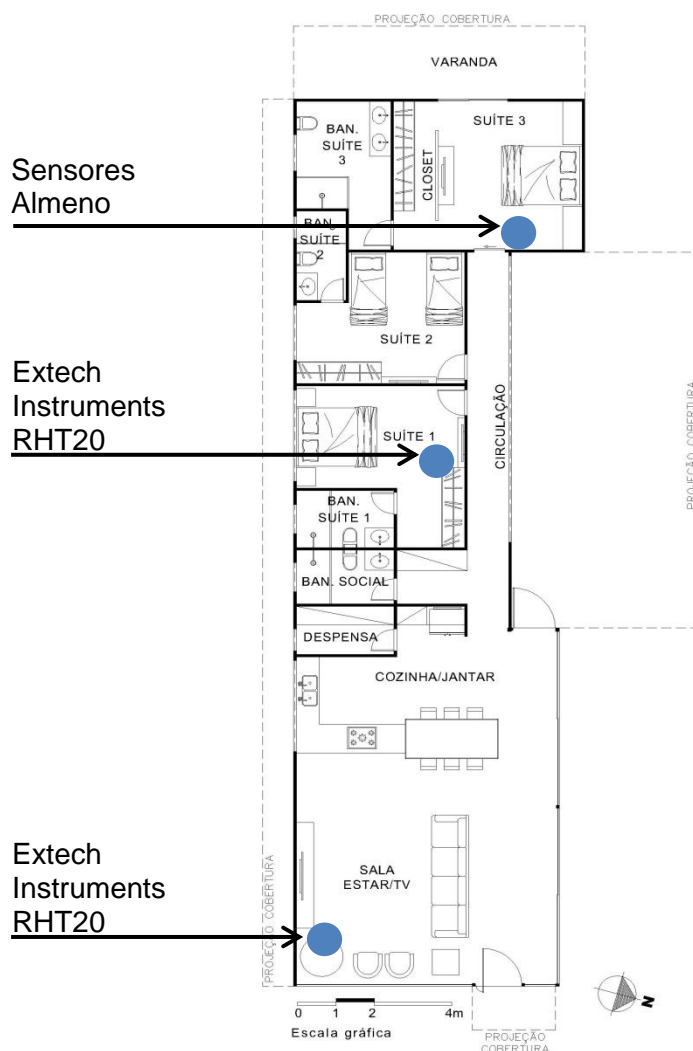 PROJEÇÃO COBERTURA
VARANDA
SUÍTE 3
BAN.
SUÍTE
3
CLOSET
Sensores
Almeno
BAN.
SUÍTE
2
SUÍTE 2
Extech
Instruments
RHT20
SUÍTE 1
CIRCULAÇÃO
PROJEÇÃO COBERTURA
BAN.
SUÍTE 1
BAN. SOCIAL
DESPENSA
COZINHA/JANTAR
Extech
Instruments
RHT20
SALA
ESTAR/TV
PROJEÇÃO COBERTURA
N
0 1 2 4m
Escala gráfica
PROJEÇÃO
COBERTURA